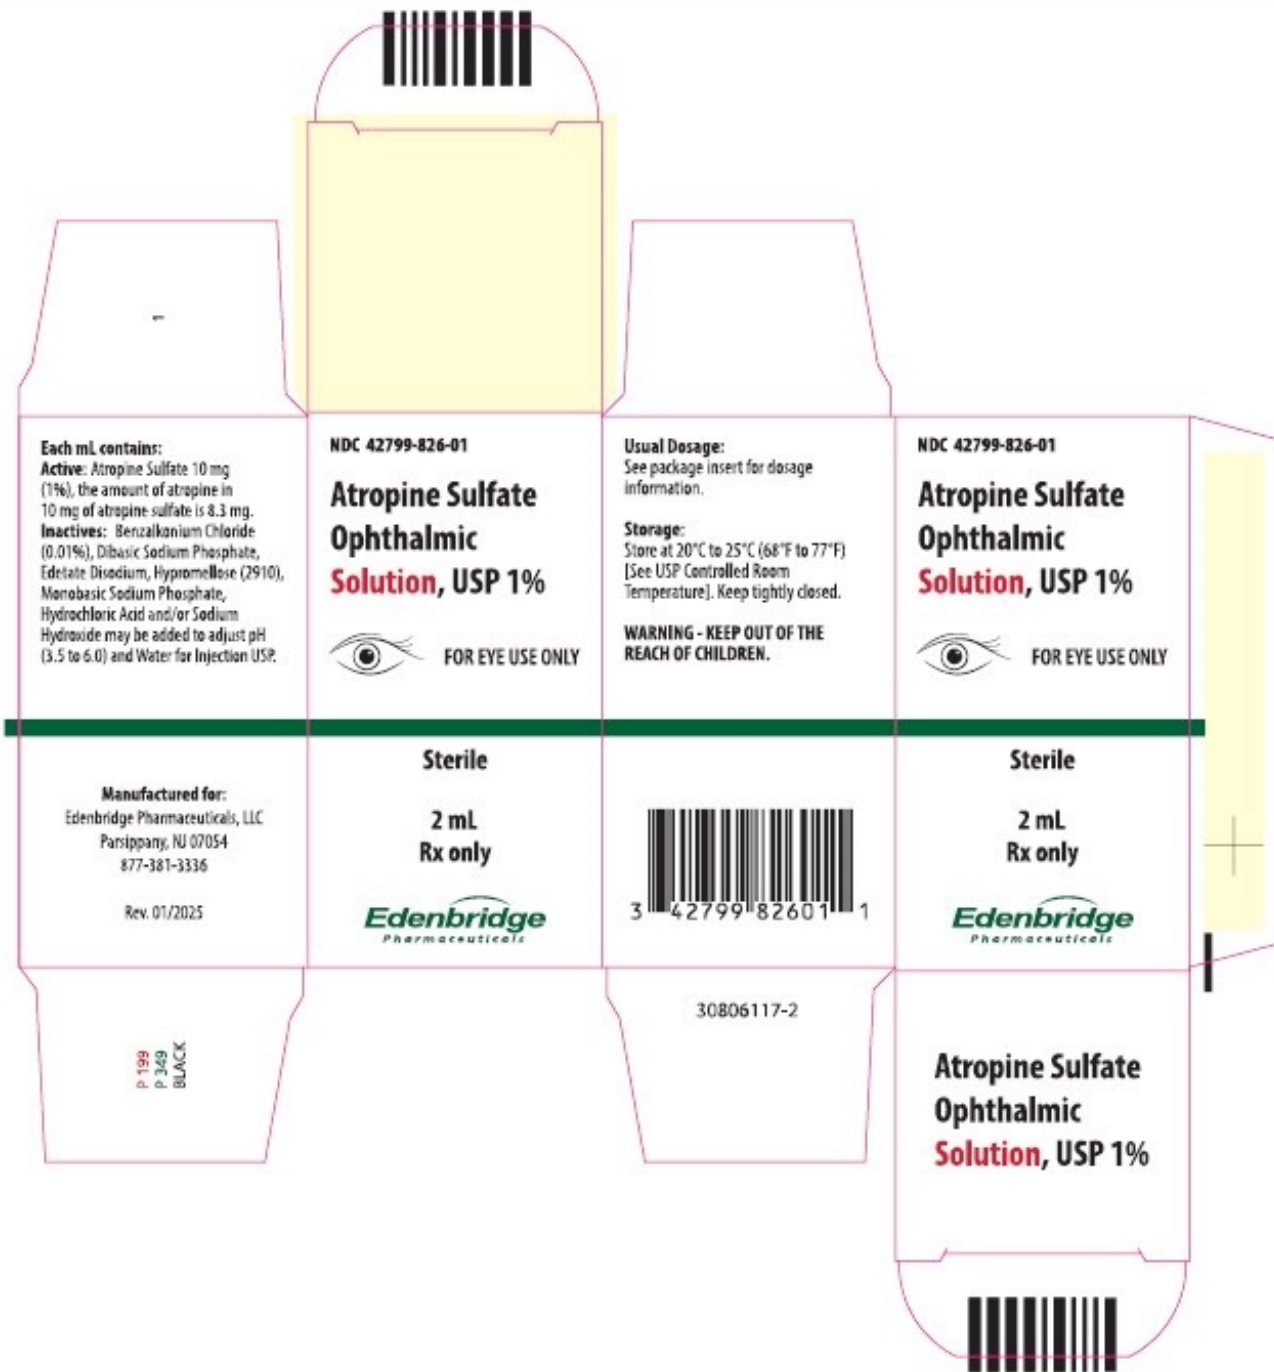 1
Each mL contains:
Active: Atropine Sulfate 10 mg
(1%), the amount of atropine in
10 mg of atropine sulfate is 8.3 mg.
Inactives: Benzalkonium Chloride
(0.01%), Dibasic Sodium Phosphate,
Edetate Disodium, Hypromellose (2910),
Monobasic Sodium Phosphate,
Hydrochloric Acid and/or Sodium
Hydroxide may be added to adjust pH
(3.5 to 6.0) and Water for Injection USP.
Manufactured for:
Edenbridge Pharmaceuticals, LLC
Parsippany, NJ 07054
877-381-3336
Rev. 01/2025
P 199
P 349
BLACK
NDC 42799-826-01
Atropine Sulfate
Ophthalmic
Solution, USP 1%
FOR EYE USE ONLY
Sterile
2 mL
Rx only
Edenbridge
Pharmaceuticals
Usual Dosage:
See package insert for dosage
information.
Storage:
Store at 20°C to 25°C (68°F to 77°F)
[See USP Controlled Room
Temperature]. Keep tightly closed.
WARNING - KEEP OUT OF THE
REACH OF CHILDREN.
3 42799 82601 1
30806117-2
NDC 42799-826-01
Atropine Sulfate
Ophthalmic
Solution, USP 1%
FOR EYE USE ONLY
Sterile
2 mL
Rx only
Edenbridge
Pharmaceuticals
Atropine Sulfate
Ophthalmic
Solution, USP 1%